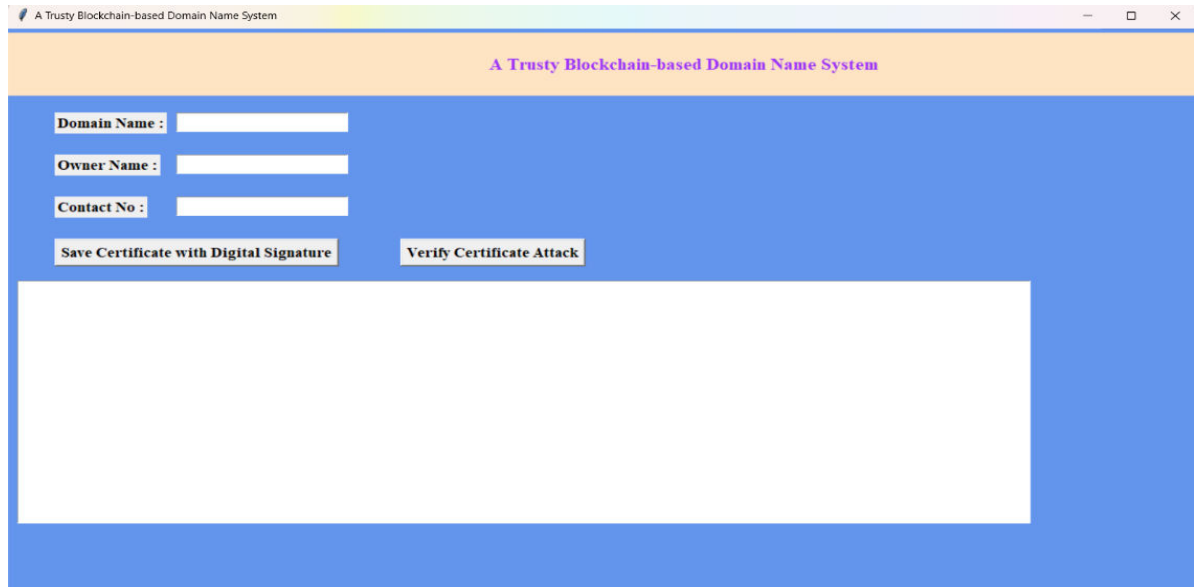 A Trusty Blockchain-based Domain Name System
A Trusty Blockchain-based Domain Name System
Domain Name :
Owner Name :
Contact No :
Save Certificate with Digital Signature Verify Certificate Attack